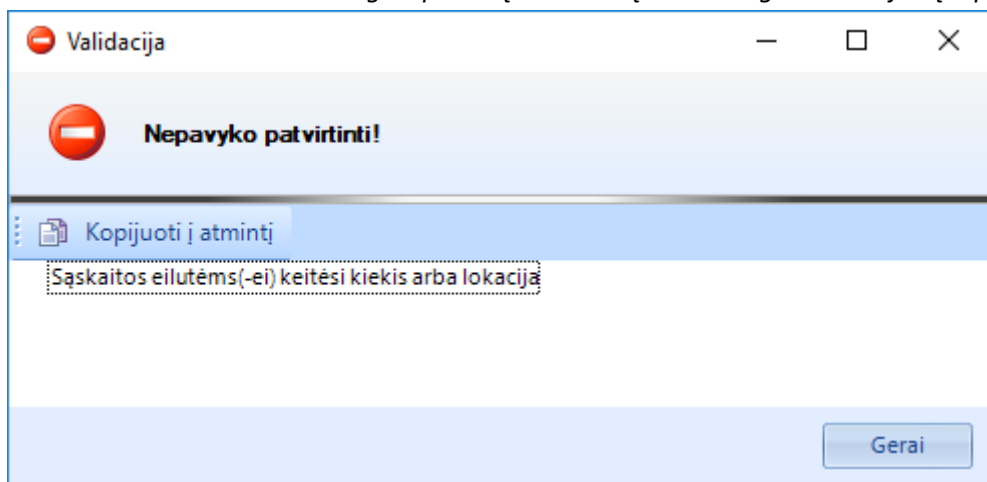 Validacija
Nepavyko patvirtinti!
Kopijuoti į atmintį
Sąskaitos eilutėms(-ei) keitėsi kiekis arba lokacija
Gerai